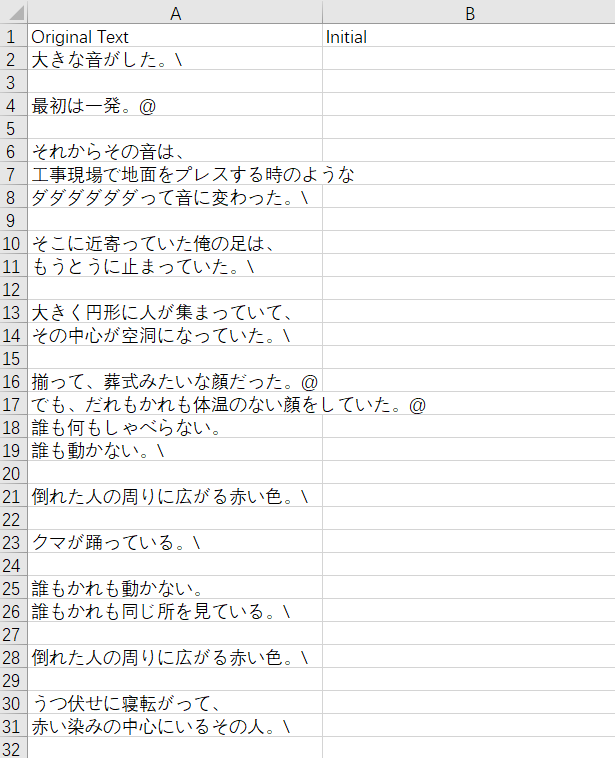 A B
1 Original Text Initial
2 大きな音がした。\
3
4 最初は一発。@
5
6 それからその音は、
7 工事現場で地面をプレスする時のような
8 ダダダダダダって音に変わった。\
9
10 そこに近寄っていた俺の足は、
11 もうとうに止まっていた。\
12
13 大きく円形に人が集まっていて、
14 その中心が空洞になっていた。\
15
16 揃って、葬式みたいな顔だった。@
17 でも、だれもかれも体温のない顔をしていた。@
18 誰も何もしゃべらない。
19 誰も動かない。\
20
21 倒れた人の周りに広がる赤い色。\
22
23 クマが踊っている。\
24
25 誰もかれも動かない。
26 誰もかれも同じ所を見ている。\
27
28 倒れた人の周りに広がる赤い色。\
29
30 うつ伏せに寝転がって、
31 赤い染みの中心にいるその人。\
32